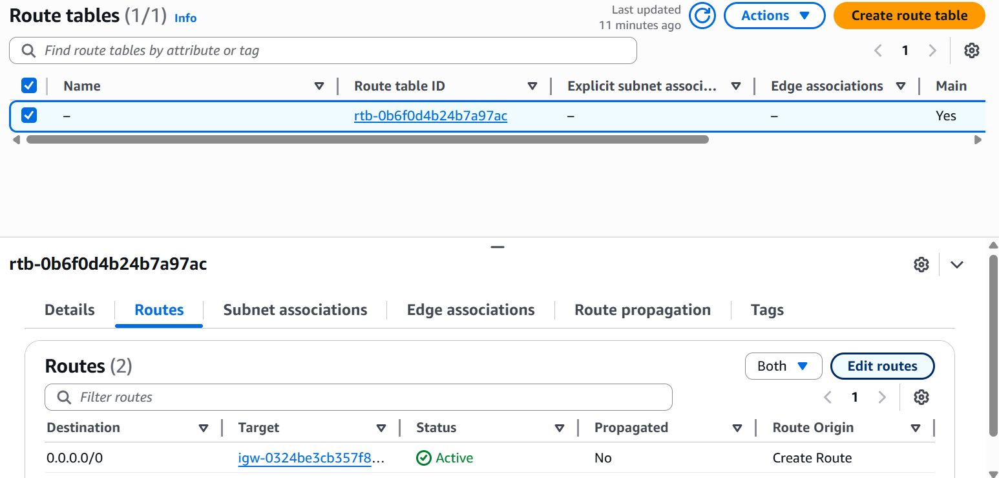 Route tables (1/1) Info
Last updated
11 minutes ago
Actions
Create route table
Find route tables by attribute or tag
1
Name Route table ID Explicit subnet associ... Edge associations Main
– rtb-0b6f0d4b24b7a97ac – – Yes
rtb-0b6f0d4b24b7a97ac
Details Routes Subnet associations Edge associations Route propagation Tags
Routes (2)
Both
Edit routes
Filter routes
1
Destination Target Status Propagated Route Origin
0.0.0.0/0 igw-0324be3cb357f8... Active No Create Route